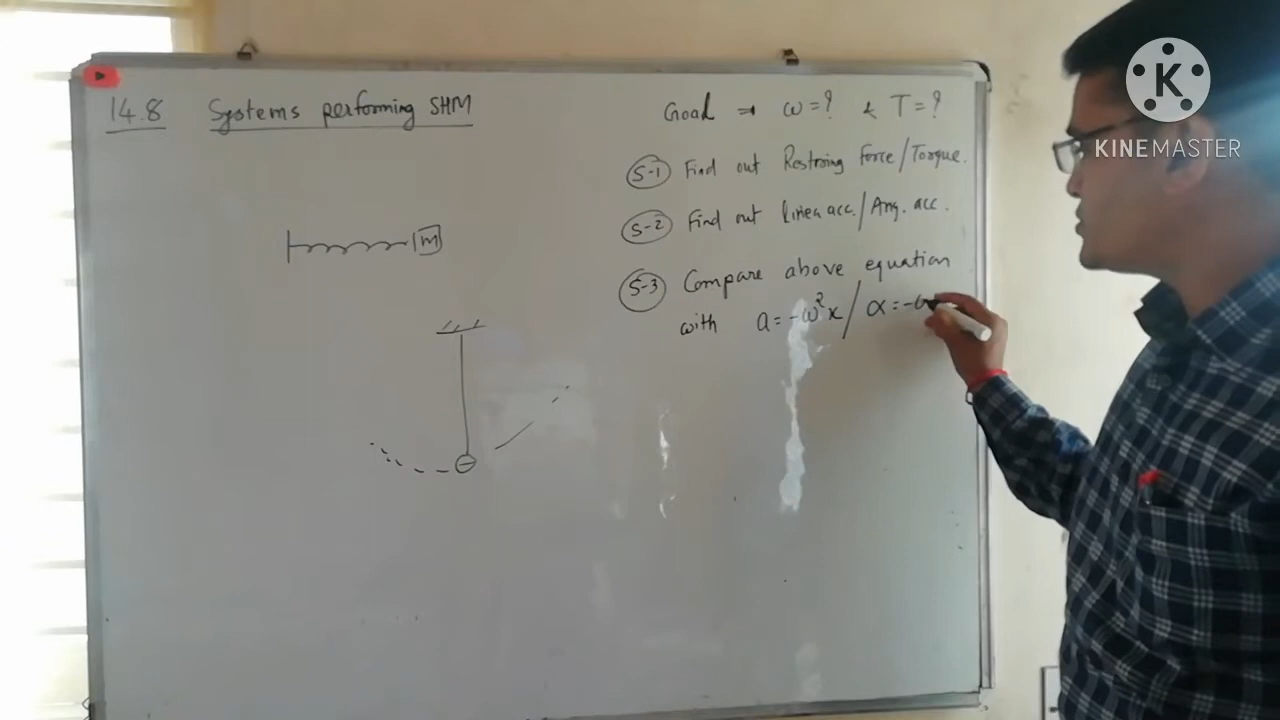 14.8 Systems performing SHM
Goal ⇒ ω = ? & T = ?
S-1 Find out Restoring Force/Torque.
S-2 Find out linear acc./Ang. acc.
S-3 Compare above equation
with a = -ω²x / α = -ω
M
K
KINEMASTER